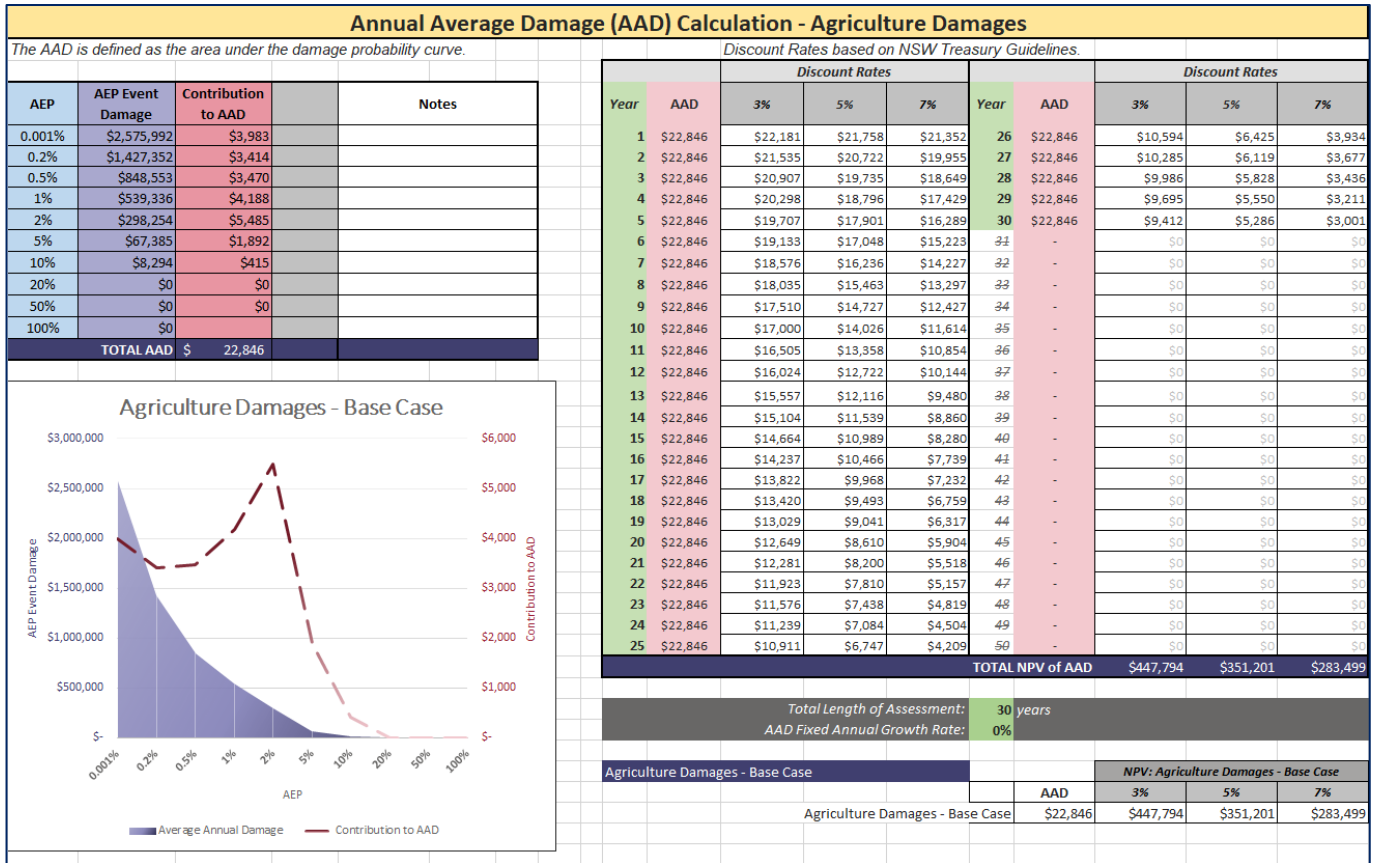 Annual Average Damage (AAD) Calculation - Agriculture Damages
The AAD is defined as the area under the damage probability curve.
Discount Rates based on NSW Treasury Guidelines.
AEP AEP Event Damage Contribution to AAD Notes
0.001% $2,575,992 $3,983
0.2% $1,427,352 $3,414
0.5% $848,553 $3,470
1% $539,336 $4,188
2% $298,254 $5,485
5% $67,385 $1,892
10% $8,294 $415
20% $0 $0
50% $0 $0
100% $0
TOTAL AAD $ 22,846
Agriculture Damages - Base Case
$3,000,000 $6,000
$2,500,000 $5,000
$2,000,000 $4,000
$1,500,000 $3,000
$1,000,000 $2,000
$500,000 $1,000
$- $-
AEP Event Damage
Contribution to AAD
0.001% 0.2% 0.5% 1% 2% 5% 10% 20% 50% 100%
AEP
Average Annual Damage Contribution to AAD
Discount Rates Discount Rates
Year AAD 3% 5% 7% Year AAD 3% 5% 7%
1 $22,846 $22,181 $21,758 $21,352 26 $22,846 $10,594 $6,425 $3,934
2 $22,846 $21,535 $20,722 $19,955 27 $22,846 $10,285 $6,119 $3,677
3 $22,846 $20,907 $19,735 $18,649 28 $22,846 $9,986 $5,828 $3,436
4 $22,846 $20,298 $18,796 $17,429 29 $22,846 $9,695 $5,550 $3,211
5 $22,846 $19,707 $17,901 $16,289 30 $22,846 $9,412 $5,286 $3,001
6 $22,846 $19,133 $17,048 $15,223 31 - $0 $0 $0
7 $22,846 $18,576 $16,236 $14,227 32 - $0 $0 $0
8 $22,846 $18,035 $15,463 $13,297 33 - $0 $0 $0
9 $22,846 $17,510 $14,727 $12,427 34 - $0 $0 $0
10 $22,846 $17,000 $14,026 $11,614 35 - $0 $0 $0
11 $22,846 $16,505 $13,358 $10,854 36 - $0 $0 $0
12 $22,846 $16,024 $12,722 $10,144 37 - $0 $0 $0
13 $22,846 $15,557 $12,116 $9,480 38 - $0 $0 $0
14 $22,846 $15,104 $11,539 $8,860 39 - $0 $0 $0
15 $22,846 $14,664 $10,989 $8,280 40 - $0 $0 $0
16 $22,846 $14,237 $10,466 $7,739 41 - $0 $0 $0
17 $22,846 $13,822 $9,968 $7,232 42 - $0 $0 $0
18 $22,846 $13,420 $9,493 $6,759 43 - $0 $0 $0
19 $22,846 $13,029 $9,041 $6,317 44 - $0 $0 $0
20 $22,846 $12,649 $8,610 $5,904 45 - $0 $0 $0
21 $22,846 $12,281 $8,200 $5,518 46 - $0 $0 $0
22 $22,846 $11,923 $7,810 $5,157 47 - $0 $0 $0
23 $22,846 $11,576 $7,438 $4,819 48 - $0 $0 $0
24 $22,846 $11,239 $7,084 $4,504 49 - $0 $0 $0
25 $22,846 $10,911 $6,747 $4,209 50 - $0 $0 $0
TOTAL NPV of AAD $447,794 $351,201 $283,499
Total Length of Assessment: 30 years
AAD Fixed Annual Growth Rate: 0%
Agriculture Damages - Base Case NPV: Agriculture Damages - Base Case
AAD 3% 5% 7%
Agriculture Damages - Base Case $22,846 $447,794 $351,201 $283,499